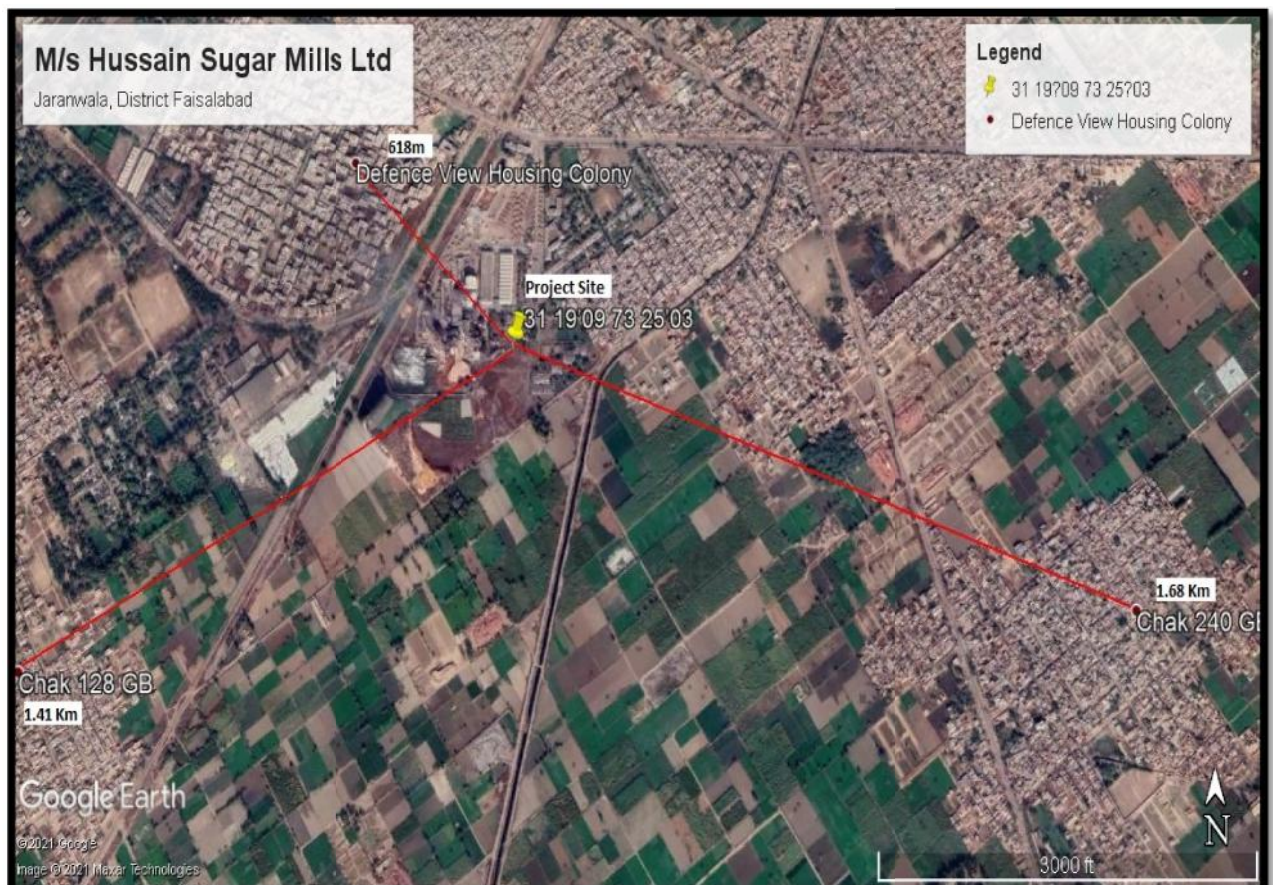 M/s Hussain Sugar Mills Ltd
Jaranwala, District Faisalabad
Legend
31 19?09 73 25?03
Defence View Housing Colony
618m
Defence View Housing Colony
Project Site
31 19'09 73 25'03
1.68 Km
Chak 240 GB
Chak 128 GB
1.41 Km
Google Earth
©2021 Google
Image © 2021 Maxar Technologies
N
3000 ft